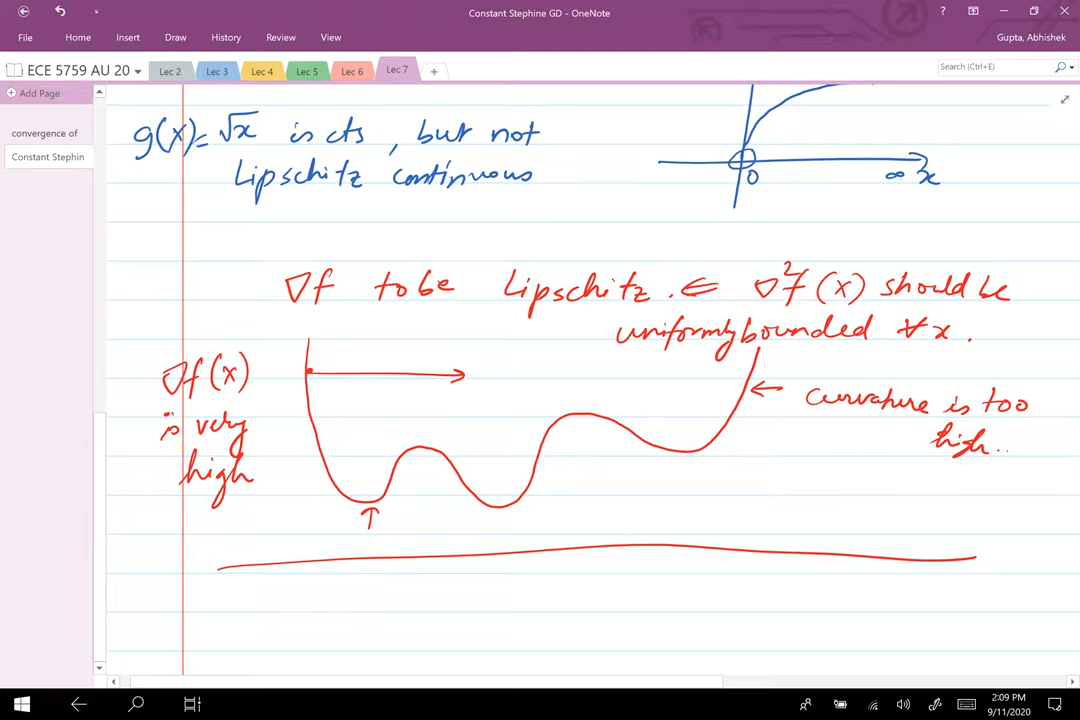 Constant Stephine GD - OneNote
Gupta, Abhishek
File Home Insert Draw History Review View
ECE 5759 AU 20 Lec 2 Lec 3 Lec 4 Lec 5 Lec 6 Lec 7
Search (Ctrl+E)
Add Page
convergence of
Constant Stephin
g(x)= √x is cts, but not
Lipschitz continuous
0 ∞ x
∇f to be Lipschitz. ⇐ ∇²f(x) should be
uniformly bounded ∀x.
∇f(x)
is very
high
← curvature is too
high..
2:09 PM
9/11/2020